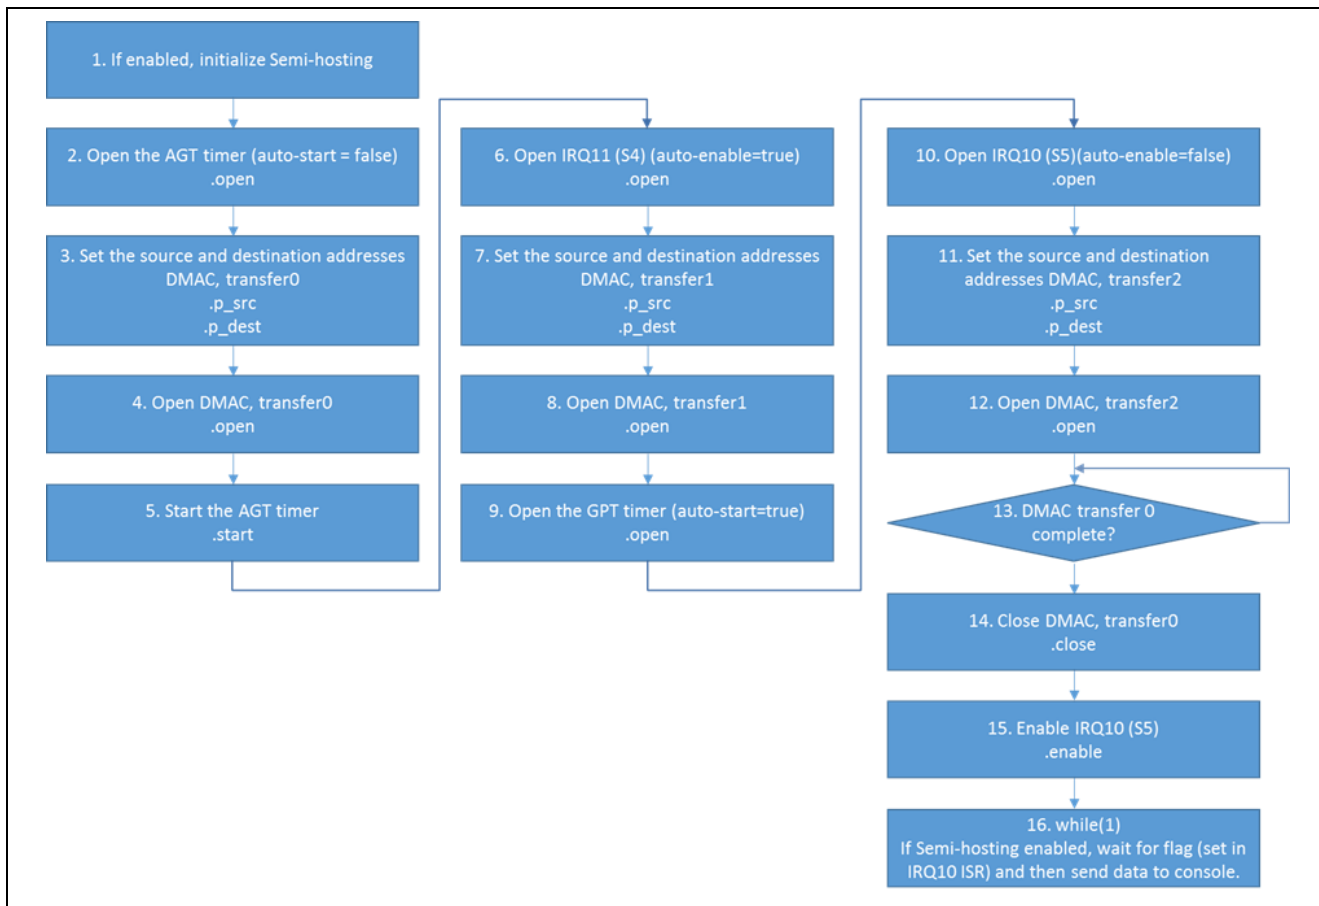 1. If enabled, initialize Semi-hosting
2. Open the AGT timer (auto-start = false)
.open
3. Set the source and destination addresses
DMAC, transfer0
.p_src
.p_dest
4. Open DMAC, transfer0
.open
5. Start the AGT timer
.start
6. Open IRQ11 (S4) (auto-enable=true)
.open
7. Set the source and destination addresses
DMAC, transfer1
.p_src
.p_dest
8. Open DMAC, transfer1
.open
9. Open the GPT timer (auto-start=true)
.open
10. Open IRQ10 (S5)(auto-enable=false)
.open
11. Set the source and destination
addresses DMAC, transfer2
.p_src
.p_dest
12. Open DMAC, transfer2
.open
13. DMAC transfer 0
complete?
14. Close DMAC, transfer0
.close
15. Enable IRQ10 (S5)
.enable
16. while(1)
If Semi-hosting enabled, wait for flag (set in
IRQ10 ISR) and then send data to console.